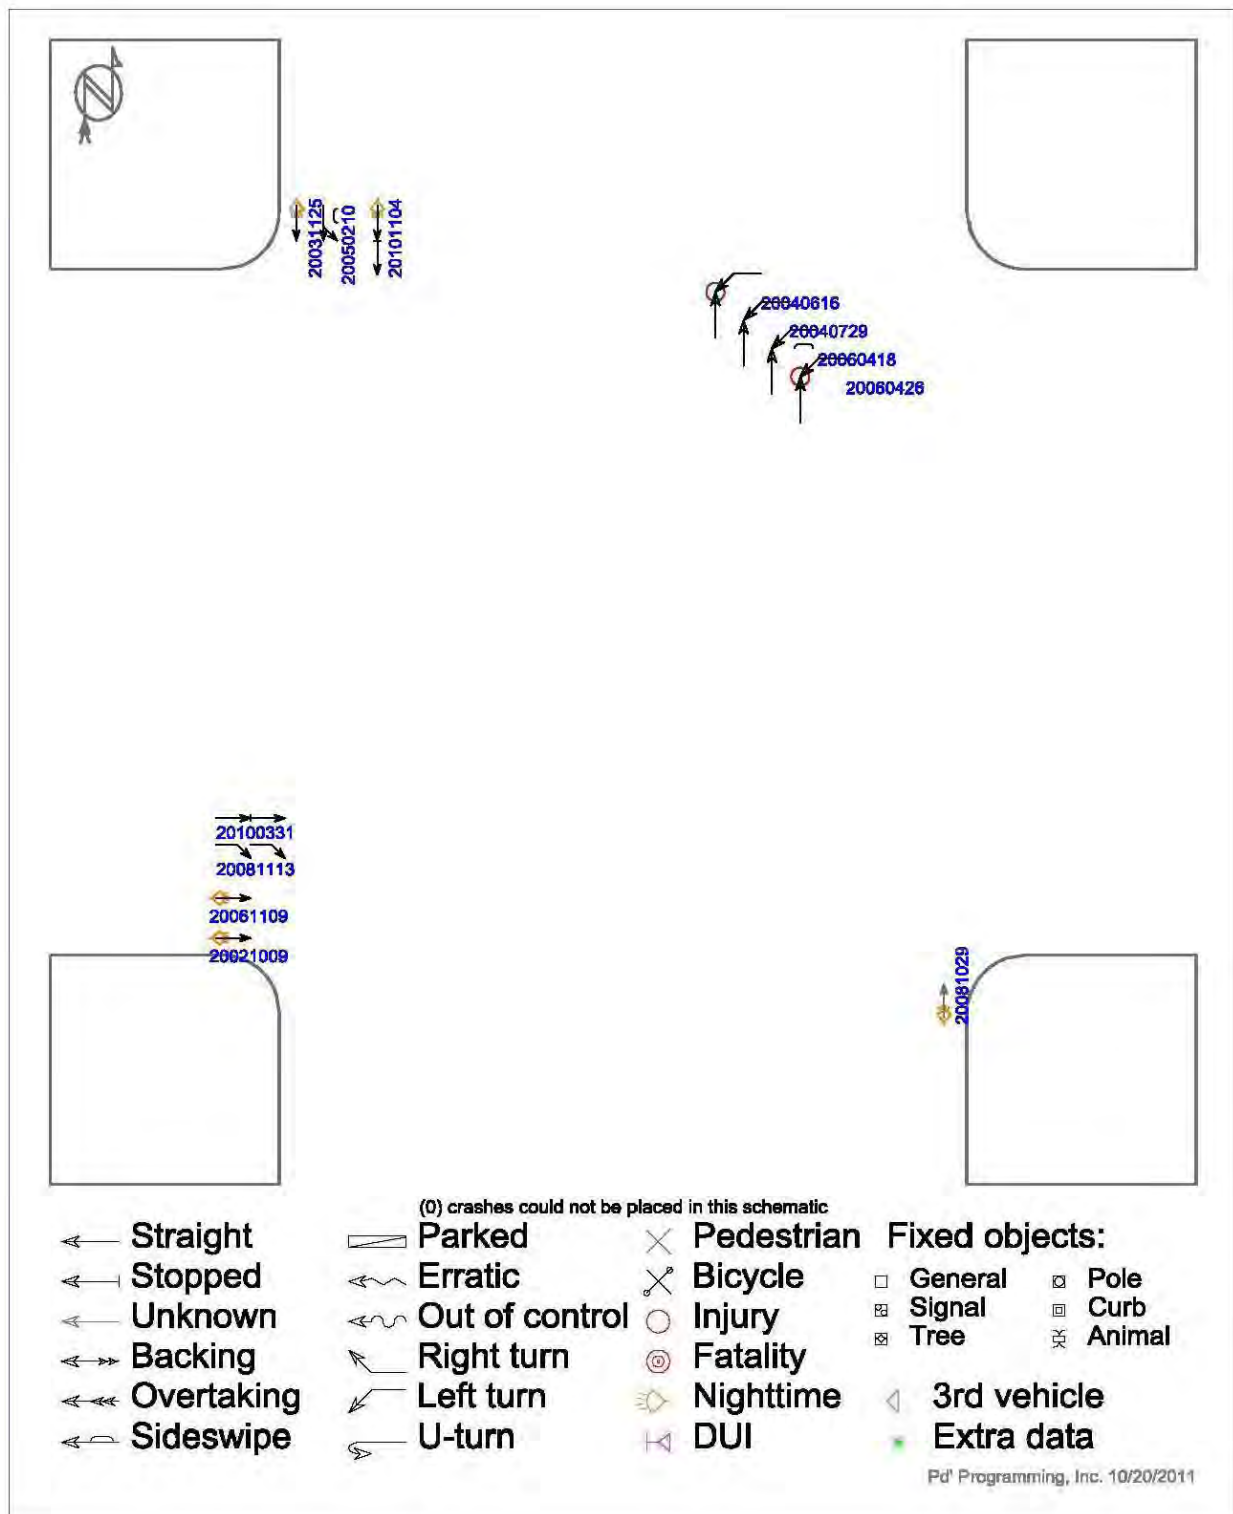 N
20031125
20050210
20101104
20040616
20040729
20060418
20060426
20100331
20081113
20061109
20021009
20081029
(0) crashes could not be placed in this schematic
Straight
Parked
Pedestrian
Fixed objects:
Stopped
Erratic
Bicycle
General
Pole
Unknown
Out of control
Injury
Signal
Curb
Tree
Animal
Backing
Right turn
Fatality
Overtaking
Left turn
Nighttime
3rd vehicle
Sideswipe
U-turn
DUI
Extra data
Pd' Programming, Inc. 10/20/2011